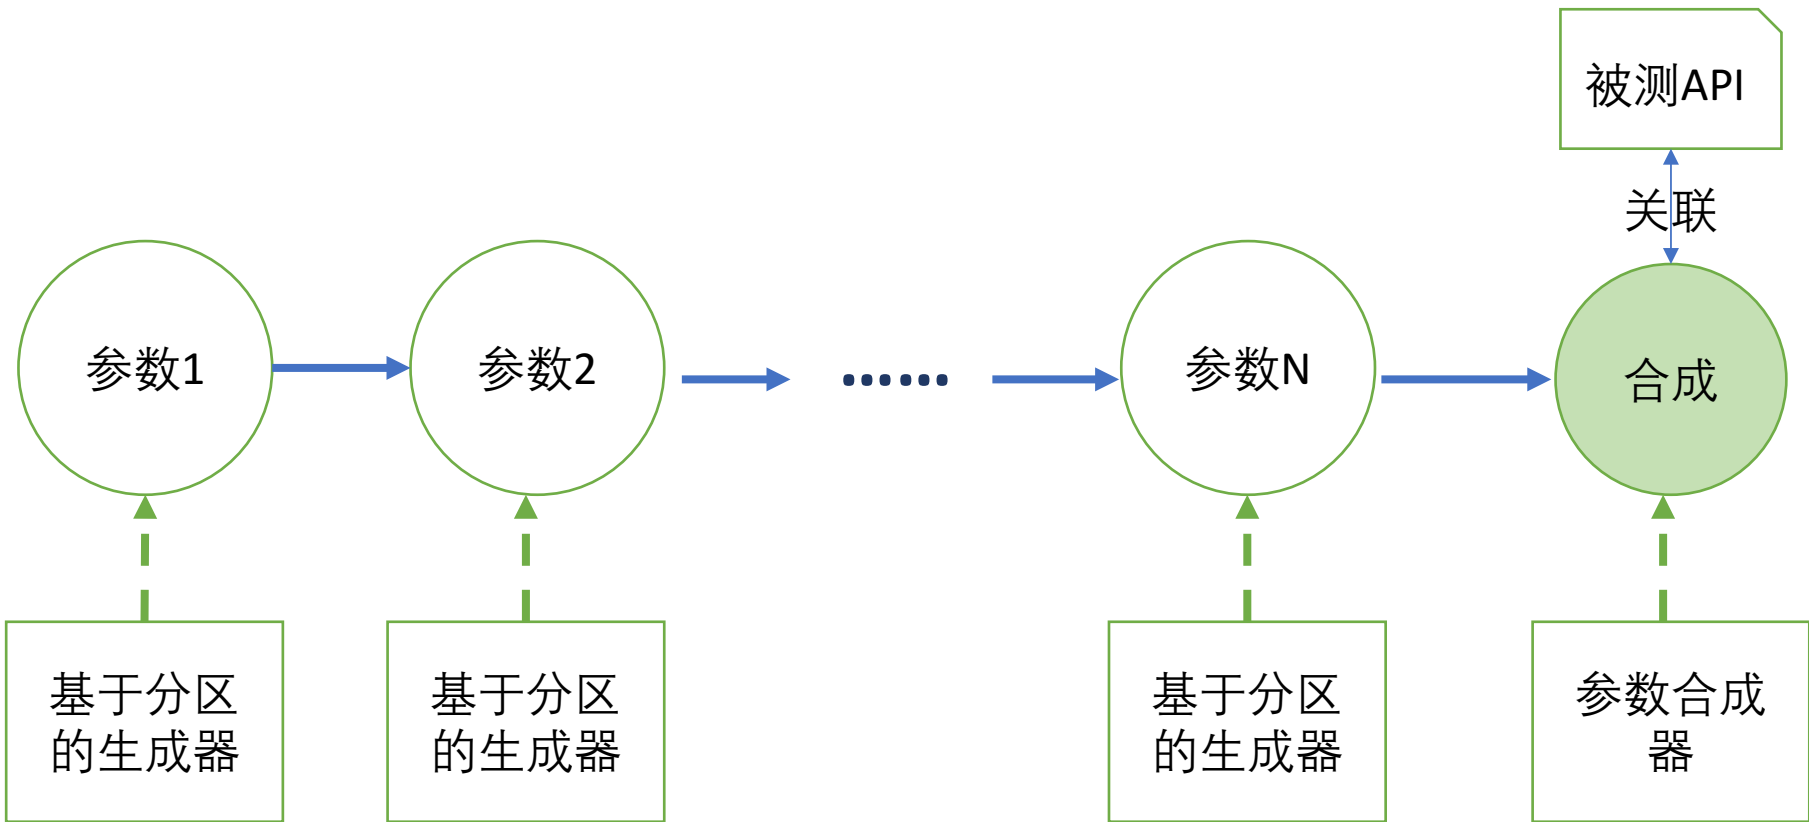 被测API
关联
参数1
参数2
······
参数N
合成
基于分区
的生成器
基于分区
的生成器
基于分区
的生成器
参数合成
器